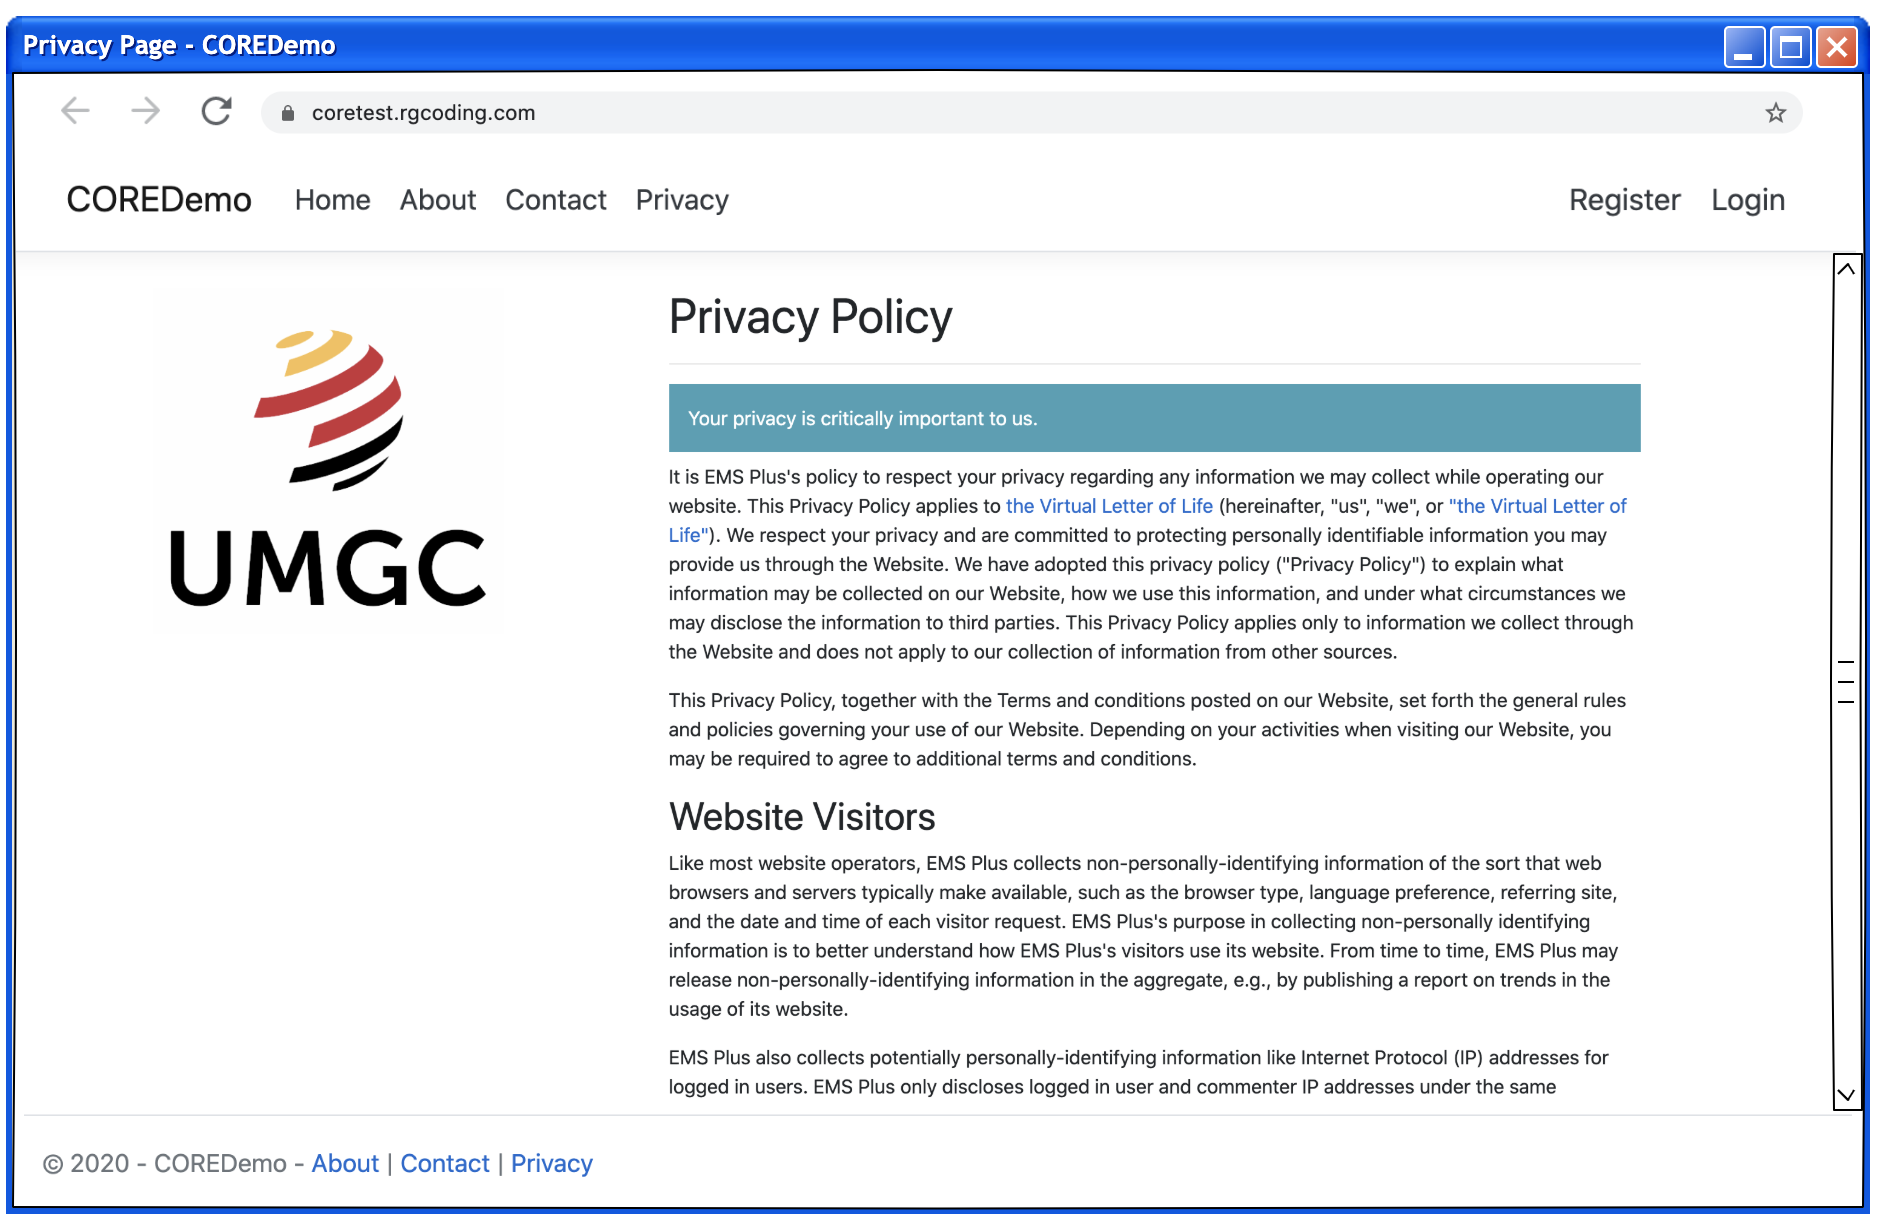 Privacy Page - COREDemo
coretest.rgcoding.com
COREDemo Home About Contact Privacy Register Login
UMGC
Privacy Policy
Your privacy is critically important to us.
It is EMS Plus's policy to respect your privacy regarding any information we may collect while operating our
website. This Privacy Policy applies to the Virtual Letter of Life (hereinafter, "us", "we", or "the Virtual Letter of
Life"). We respect your privacy and are committed to protecting personally identifiable information you may
provide us through the Website. We have adopted this privacy policy ("Privacy Policy") to explain what
information may be collected on our Website, how we use this information, and under what circumstances we
may disclose the information to third parties. This Privacy Policy applies only to information we collect through
the Website and does not apply to our collection of information from other sources.
This Privacy Policy, together with the Terms and conditions posted on our Website, set forth the general rules
and policies governing your use of our Website. Depending on your activities when visiting our Website, you
may be required to agree to additional terms and conditions.
Website Visitors
Like most website operators, EMS Plus collects non-personally-identifying information of the sort that web
browsers and servers typically make available, such as the browser type, language preference, referring site,
and the date and time of each visitor request. EMS Plus's purpose in collecting non-personally identifying
information is to better understand how EMS Plus's visitors use its website. From time to time, EMS Plus may
release non-personally-identifying information in the aggregate, e.g., by publishing a report on trends in the
usage of its website.
EMS Plus also collects potentially personally-identifying information like Internet Protocol (IP) addresses for
logged in users. EMS Plus only discloses logged in user and commenter IP addresses under the same
© 2020 - COREDemo - About | Contact | Privacy